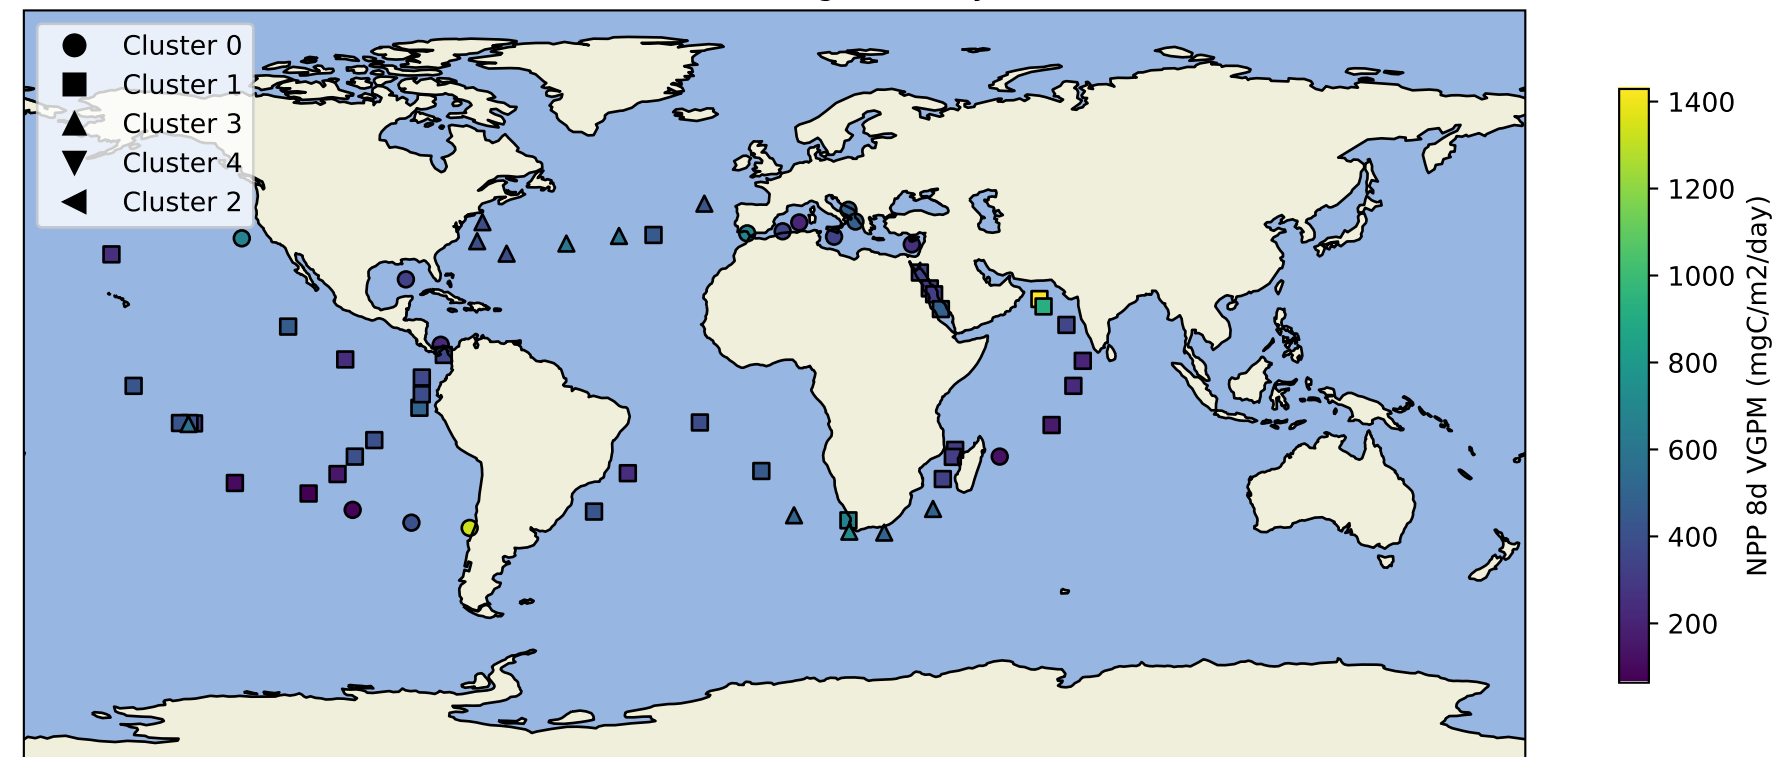 Cluster 0
Cluster 1
Cluster 3
Cluster 4
Cluster 2
1400
1200
1000
800
600
400
200
NPP 8d VGPM (mgC/m2/day)